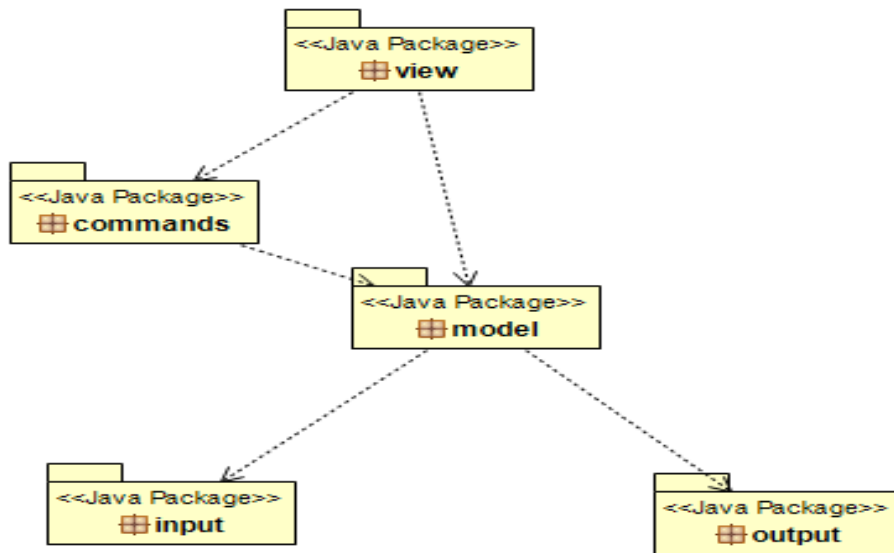 <<Java Package>>
view
<<Java Package>>
commands
<<Java Package>>
model
<<Java Package>>
input
<<Java Package>>
output